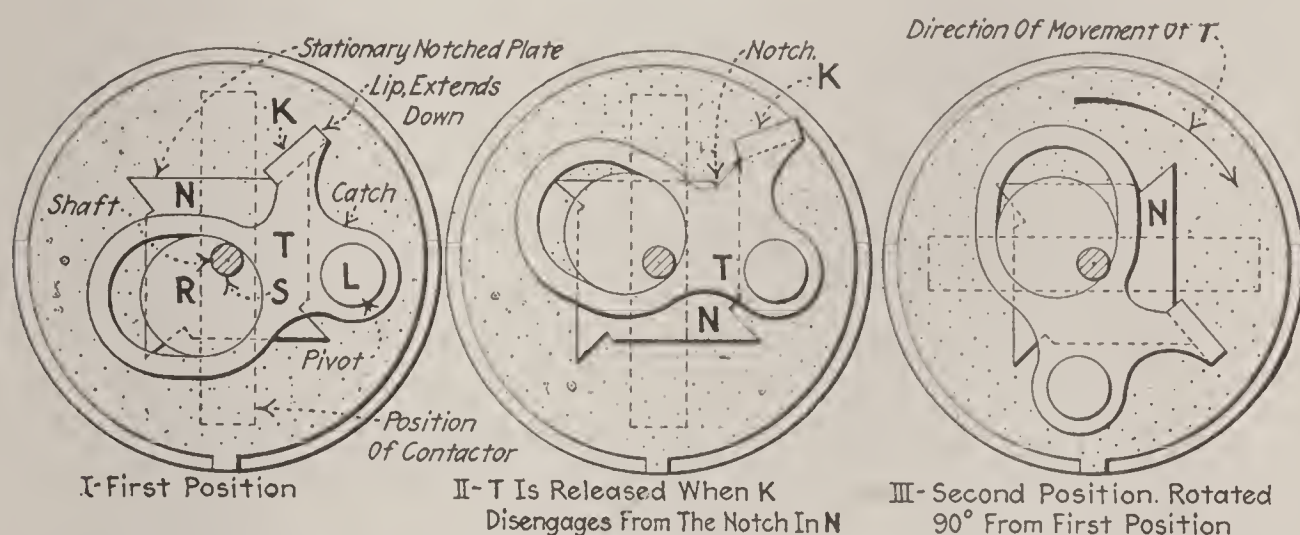 Stationary Notched Plate
Lip, Extends
Down
K
N
Shaft
Catch
T
L
R
S
Pivot
Position
Of Contactor
I-First Position
Notch.
K
T
N
II-T Is Released When K
Disengages From The Notch In N
Direction Of Movement Of T
N
III-Second Position. Rotated
90° From First Position